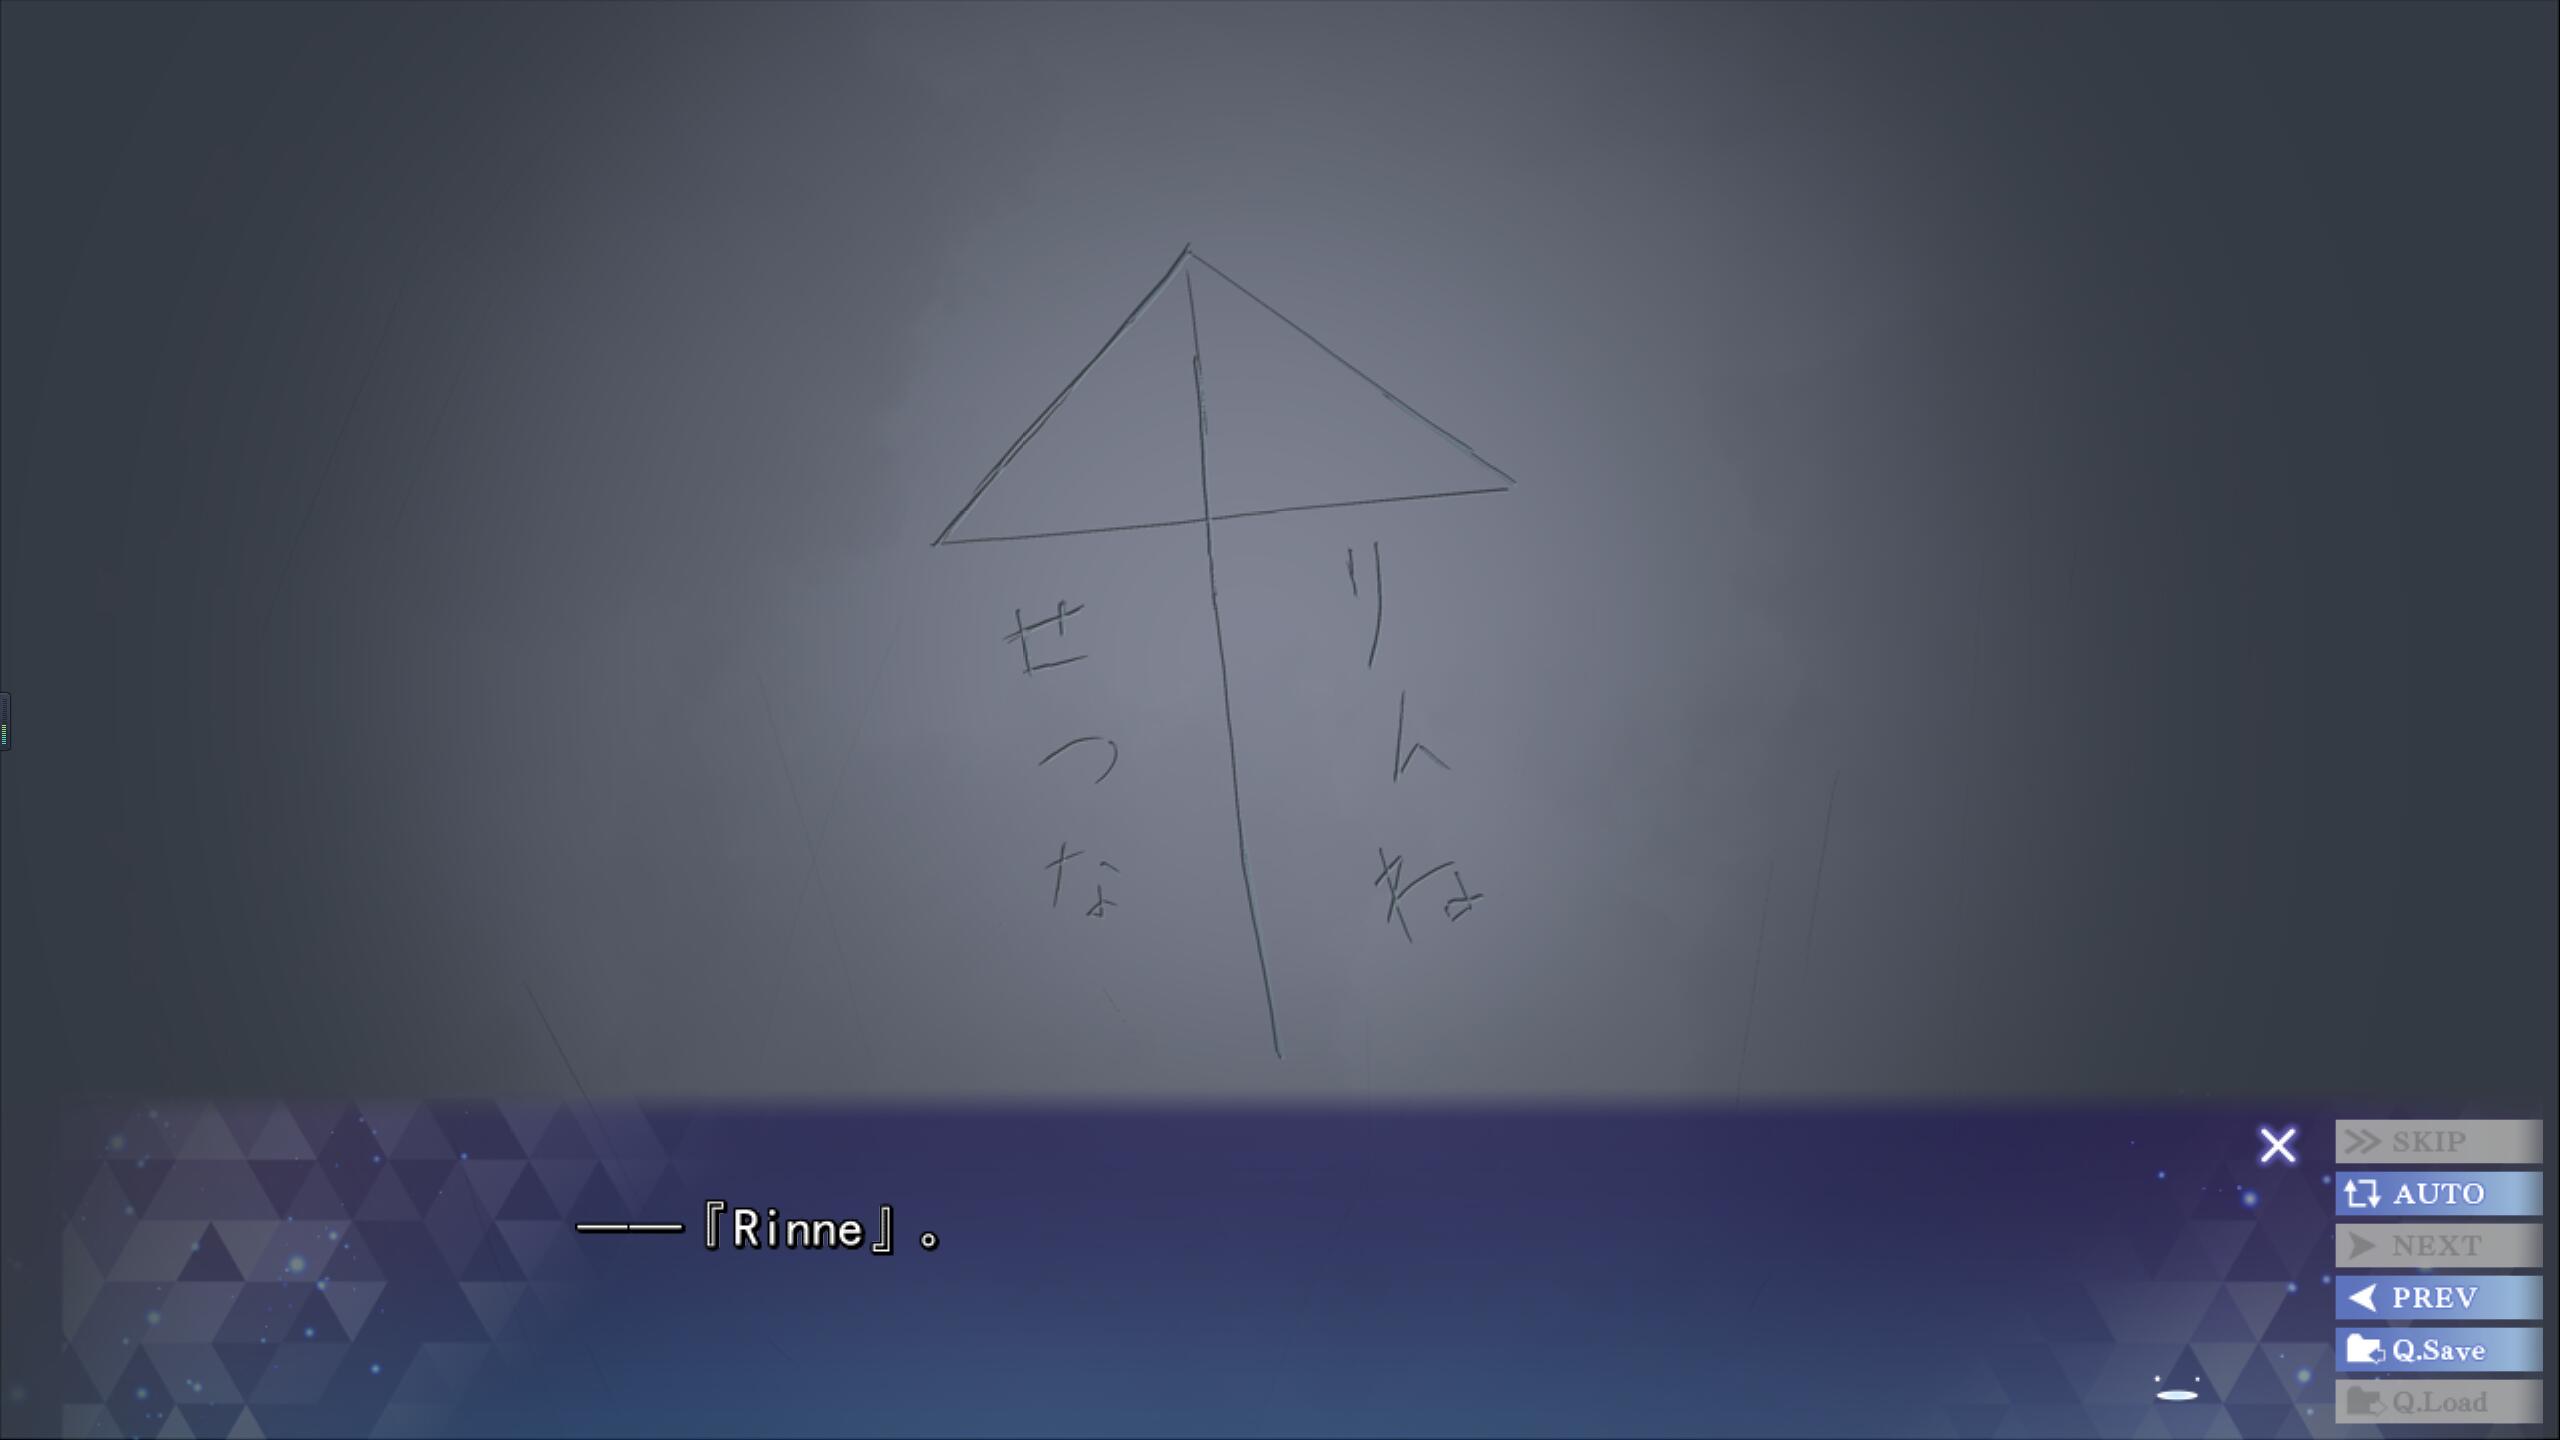 りんね
せつな
――『Rinne』。
SKIP
AUTO
NEXT
PREV
Q.Save
Q.Load